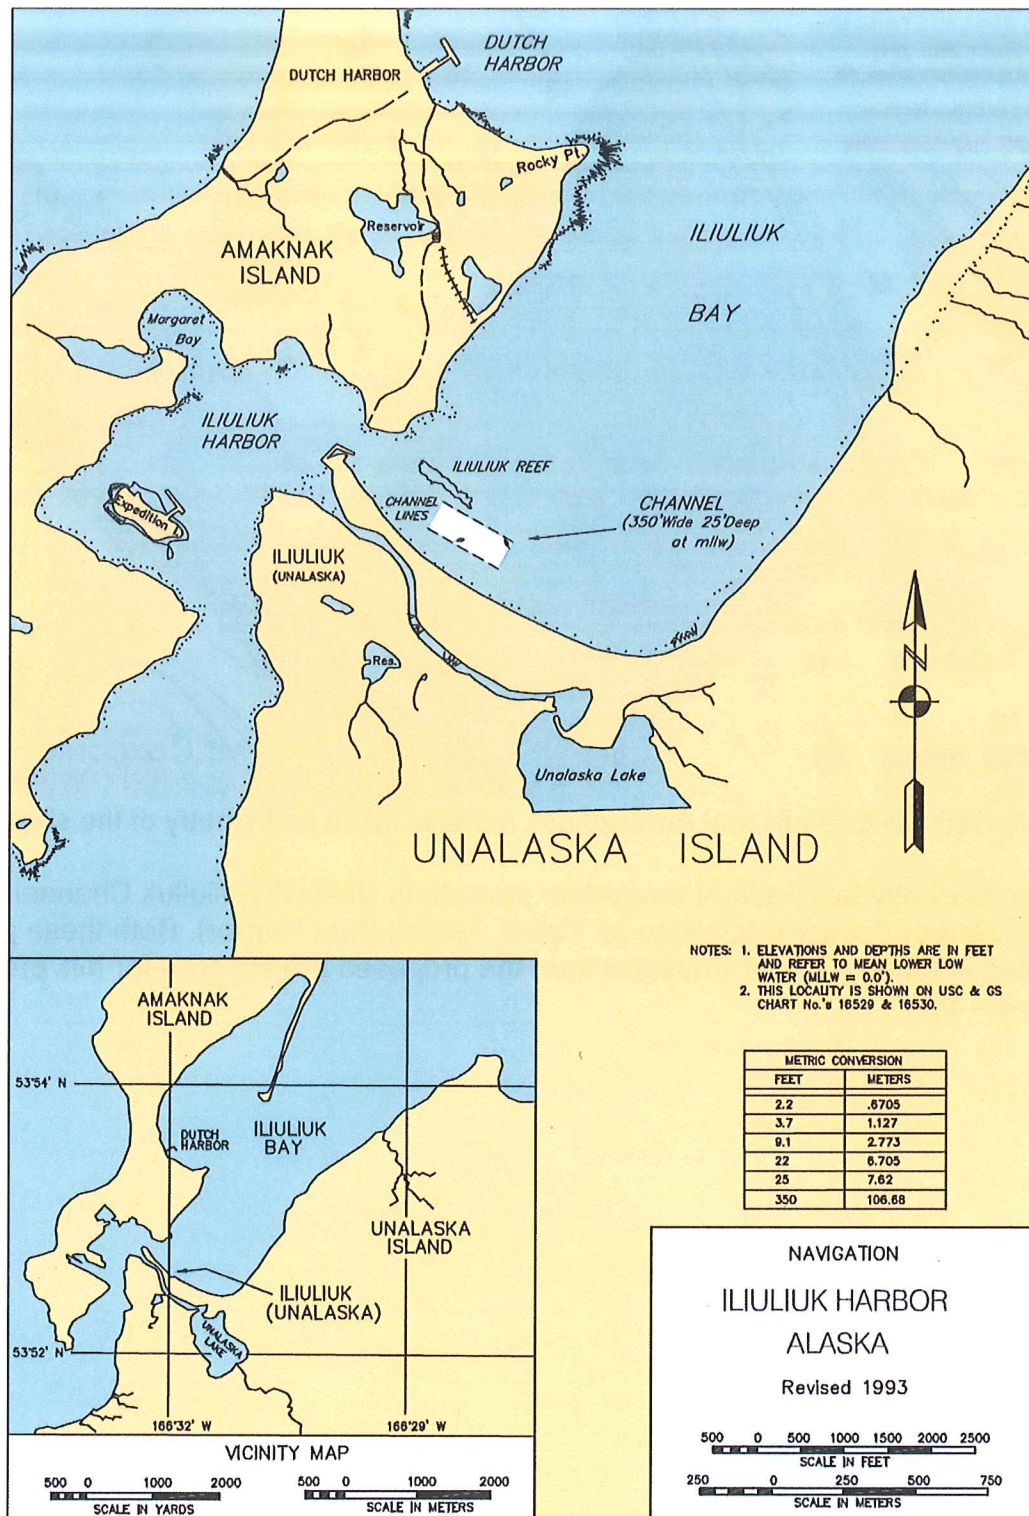 DUTCH
HARBOR
DUTCH HARBOR
Rocky Pt.
Reservoir
ILIULIUK
BAY
AMAKNAK
ISLAND
Margaret
Bay
ILIULIUK
HARBOR
ILIULIUK REEF
CHANNEL
LINES
CHANNEL
(350'Wide 25'Deep
at mllw)
Expedition I.
ILIULIUK
(UNALASKA)
N
Res.
Unalaska Lake
UNALASKA ISLAND
NOTES: 1. ELEVATIONS AND DEPTHS ARE IN FEET
AND REFER TO MEAN LOWER LOW
WATER (MLLW = 0.0').
2. THIS LOCALITY IS SHOWN ON USC & GS
CHART No.'s 16529 & 16530.
METRIC CONVERSION
FEET METERS
2.2 .6705
3.7 1.127
9.1 2.773
22 6.705
25 7.62
350 106.68
AMAKNAK
ISLAND
53°54' N
DUTCH
HARBOR
ILIULIUK
BAY
UNALASKA
ISLAND
ILIULIUK
(UNALASKA)
UNALASKA
LAKE
53°52' N
166°32' W 166°29' W
VICINITY MAP
500 0 1000 2000
SCALE IN YARDS
500 0 1000 2000
SCALE IN METERS
NAVIGATION
ILIULIUK HARBOR
ALASKA
Revised 1993
500 0 500 1000 1500 2000 2500
SCALE IN FEET
250 0 250 500 750
SCALE IN METERS